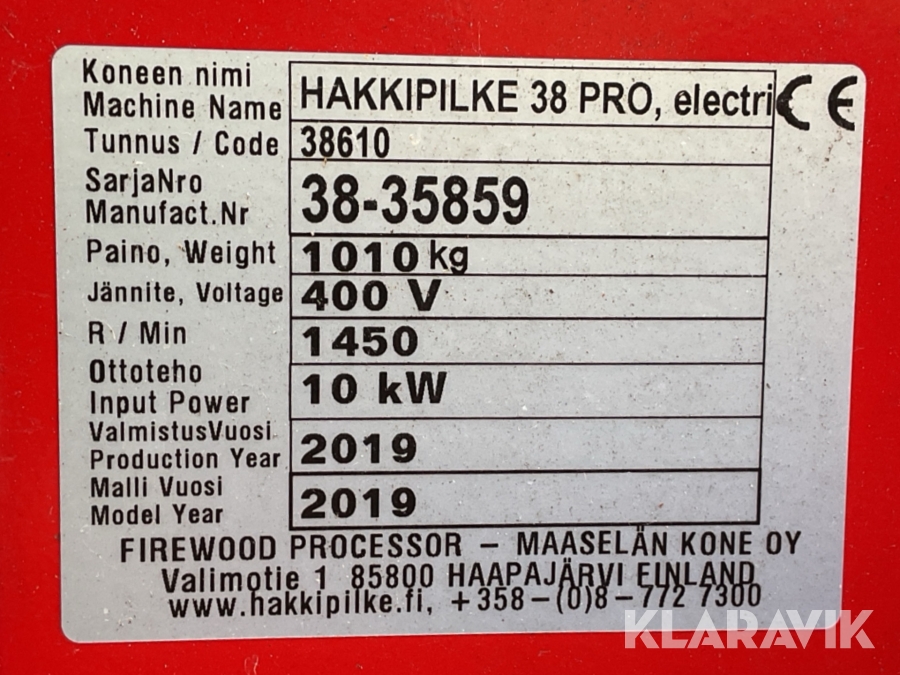 Koneen nimi
Machine Name HAKKIPILKE 38 PRO, electri CE
Tunnus / Code 38610
SarjaNro
Manufact.Nr 38-35859
Paino, Weight 1010 kg
Jännite, Voltage 400 V
R / Min 1450
Ottoteho
Input Power 10 kW
ValmistusVuosi
Production Year 2019
Malli Vuosi
Model Year 2019
FIREWOOD PROCESSOR – MAASELÄN KONE OY
Valimotie 1 85800 HAAPAJÄRVI FINLAND
www.hakkipilke.fi, +358–(0)8–772 7300
KLARAVIK